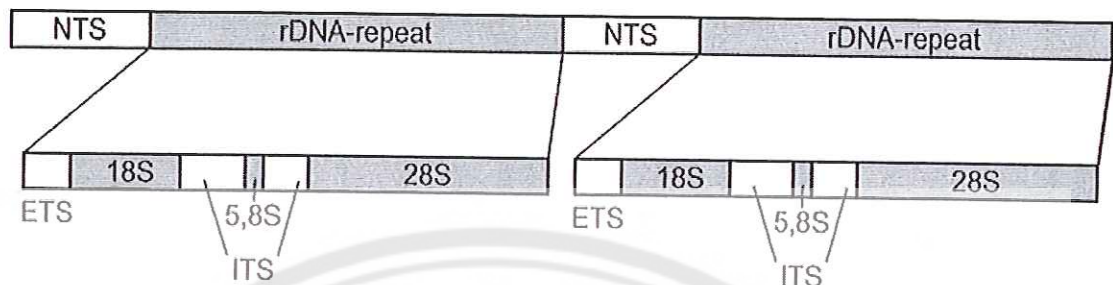 NTS rDNA-repeat NTS rDNA-repeat
18S 28S 18S 28S
ETS 5,8S ETS 5,8S
ITS ITS